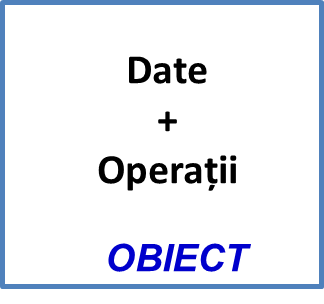 Date
+
Operații
OBIECT